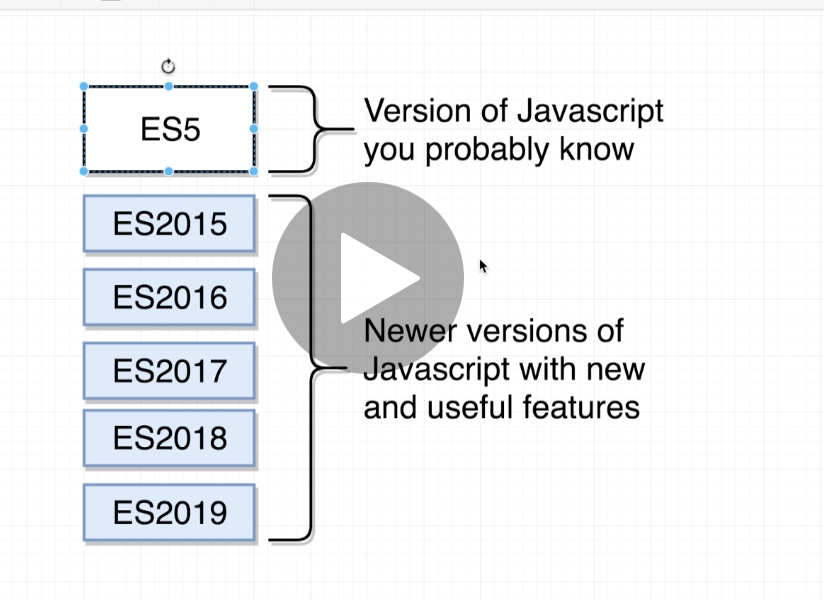 ES5
Version of Javascript
you probably know
ES2015
ES2016
ES2017
ES2018
ES2019
Newer versions of
Javascript with new
and useful features